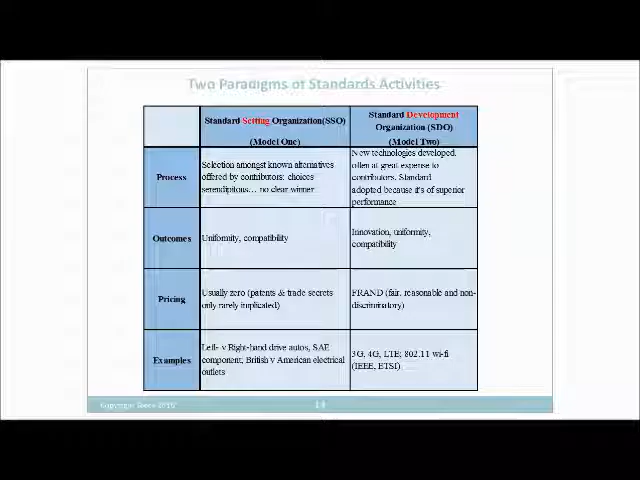 Two Paradigms of Standards Activities
Standard Setting Organization(SSO)
(Model One)
Standard Development
Organization (SDO)
(Model Two)
Process
Selection amongst known alternatives
offered by contributors; choices
serendipitous... no clear winner
New technologies developed,
often at great expense to
contributors. Standard
adopted because it's of superior
performance
Outcomes
Uniformity, compatibility
Innovation, uniformity,
compatibility
Pricing
Usually zero (patents & trade secrets
only rarely implicated)
FRAND (fair, reasonable and non-
discriminatory)
Examples
Left- v Right-hand drive autos, SAE
component; British v American electrical
outlets
3G, 4G, LTE; 802.11 wi-fi
(IEEE, ETSI)
Copyright